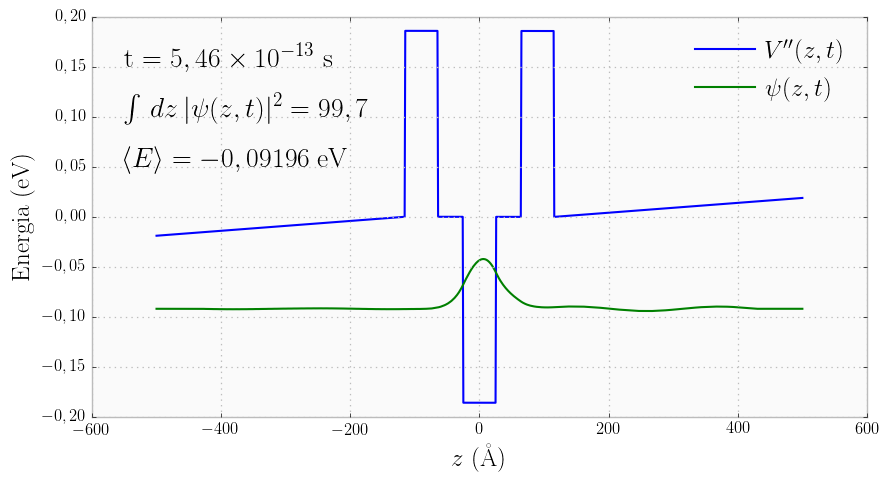 Energia (eV)
0,20
0,15
0,10
0,05
0,00
−0,05
−0,10
−0,15
−0,20
t = 5,46 × 10⁻¹³ s
∫ dz |ψ(z, t)|² = 99,7
⟨E⟩ = −0,09196 eV
V″(z, t)
ψ(z, t)
−600
−400
−200
0
200
400
600
z (Å)